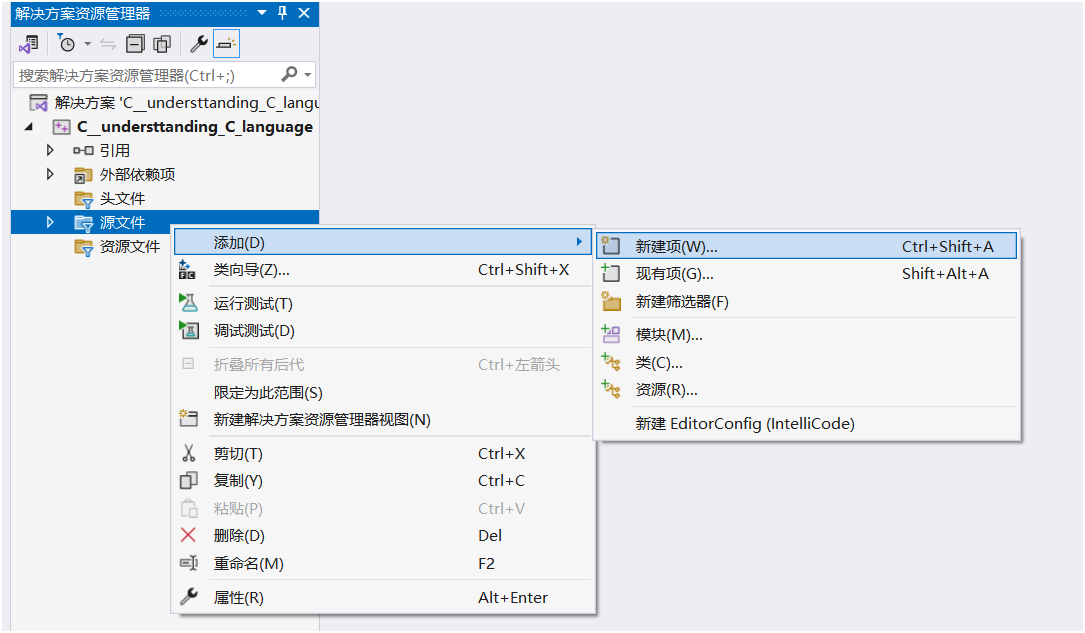 解决方案资源管理器
搜索解决方案资源管理器(Ctrl+;)
解决方案 'C__understtanding_C_langu
C__understtanding_C_language
引用
外部依赖项
头文件
源文件
资源文件
添加(D)
类向导(Z)... Ctrl+Shift+X
运行测试(T)
调试测试(D)
折叠所有后代 Ctrl+左箭头
限定为此范围(S)
新建解决方案资源管理器视图(N)
剪切(T) Ctrl+X
复制(Y) Ctrl+C
粘贴(P) Ctrl+V
删除(D) Del
重命名(M) F2
属性(R) Alt+Enter
新建项(W)... Ctrl+Shift+A
现有项(G)... Shift+Alt+A
新建筛选器(F)
模块(M)...
类(C)...
资源(R)...
新建 EditorConfig (IntelliCode)